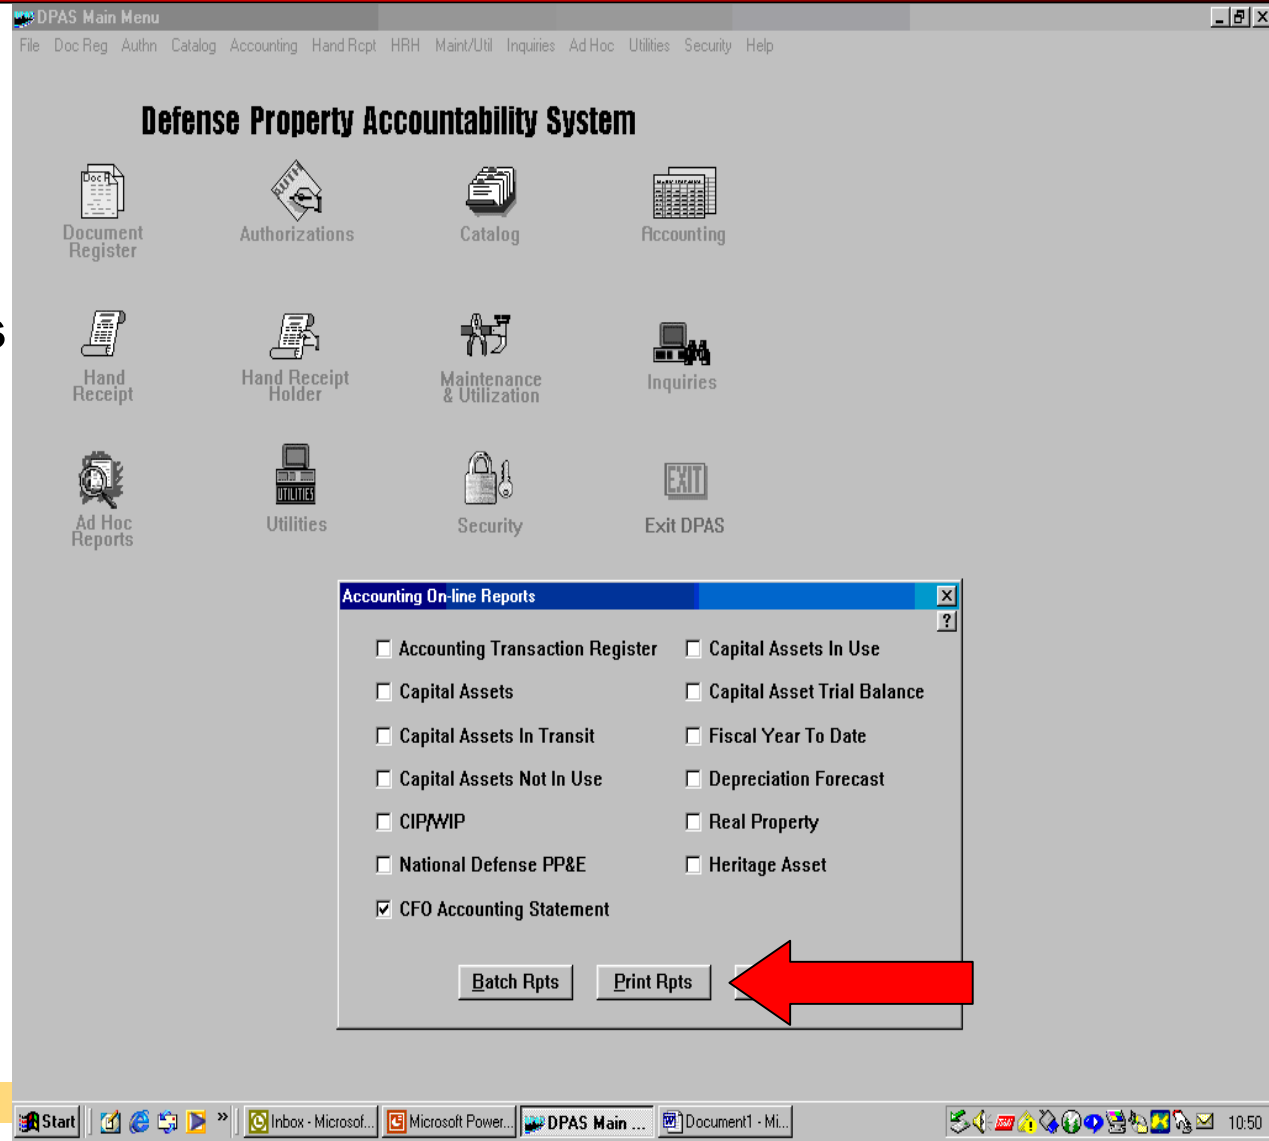 DPAS Main Menu
File Doc Reg Authn Catalog Accounting Hand Rcpt HRH Maint/Util Inquiries Ad Hoc Utilities Security Help
Defense Property Accountability System
Document Register
Authorizations
Catalog
Accounting
s
Hand Receipt
Hand Receipt Holder
Maintenance & Utilization
Inquiries
UTILITIES
EXIT
Ad Hoc Reports
Utilities
Security
Exit DPAS
Accounting On-line Reports
?
Accounting Transaction Register
Capital Assets In Use
Capital Assets
Capital Asset Trial Balance
Capital Assets In Transit
Fiscal Year To Date
Capital Assets Not In Use
Depreciation Forecast
CIP/WIP
Real Property
National Defense PP&E
Heritage Asset
CFO Accounting Statement
Batch Rpts Print Rpts
Start » Inbox - Microsof... Microsoft Power... DPAS Main ... Document1 - Mi... 10:50